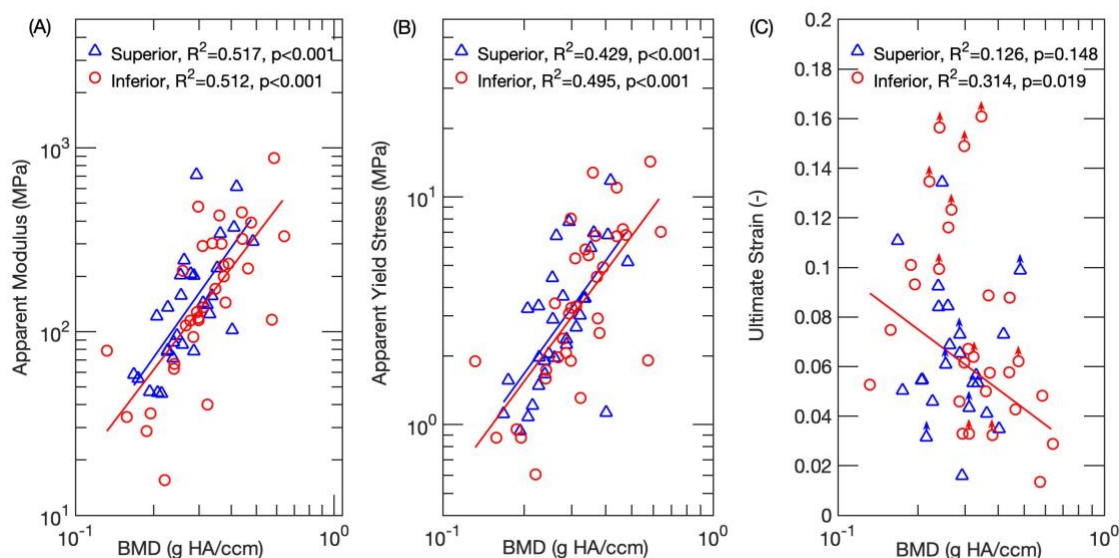 (A)
Superior, R²=0.517, p<0.001
Inferior, R²=0.512, p<0.001
Apparent Modulus (MPa)
10³
10²
10¹
10⁻¹
10⁰
BMD (g HA/ccm)
(B)
Superior, R²=0.429, p<0.001
Inferior, R²=0.495, p<0.001
Apparent Yield Stress (MPa)
10¹
10⁰
10⁻¹
10⁰
BMD (g HA/ccm)
(C)
Superior, R²=0.126, p=0.148
Inferior, R²=0.314, p=0.019
Ultimate Strain (-)
0.2
0.18
0.16
0.14
0.12
0.1
0.08
0.06
0.04
0.02
0
10⁻¹
10⁰
BMD (g HA/ccm)